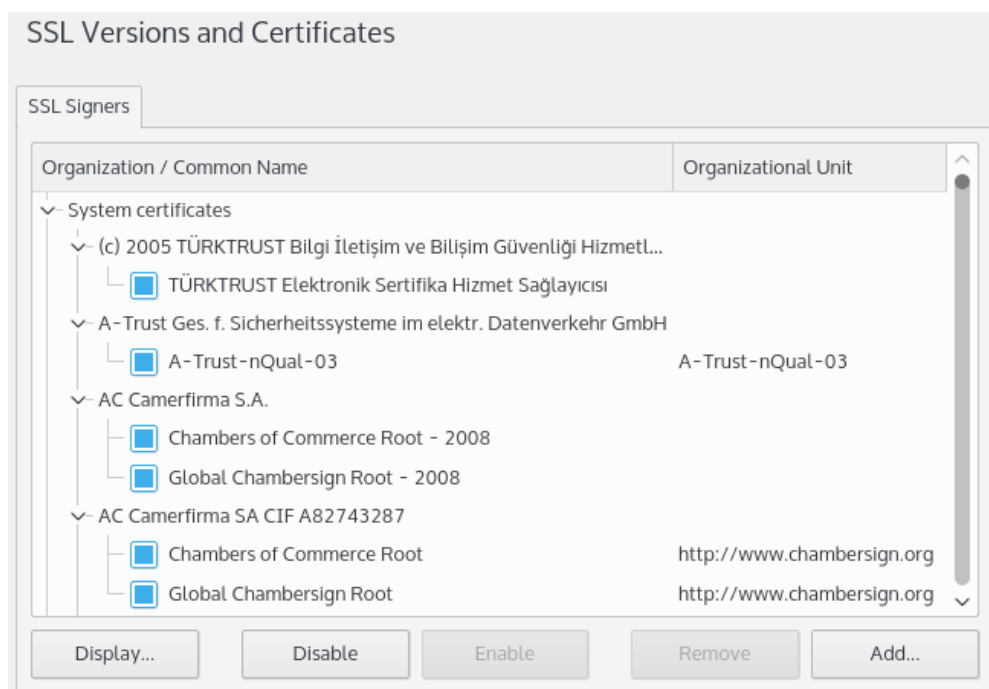 SSL Versions and Certificates
SSL Signers
Organization / Common Name Organizational Unit
System certificates
(c) 2005 TÜRKTRUST Bilgi İletişim ve Bilişim Güvenliği Hizmetl...
TÜRKTRUST Elektronik Sertifika Hizmet Sağlayıcısı
A-Trust Ges. f. Sicherheitssysteme im elektr. Datenverkehr GmbH
A-Trust-nQual-03 A-Trust-nQual-03
AC Camerfirma S.A.
Chambers of Commerce Root - 2008
Global Chambersign Root - 2008
AC Camerfirma SA CIF A82743287
Chambers of Commerce Root http://www.chambersign.org
Global Chambersign Root http://www.chambersign.org
Display... Disable Enable Remove Add...